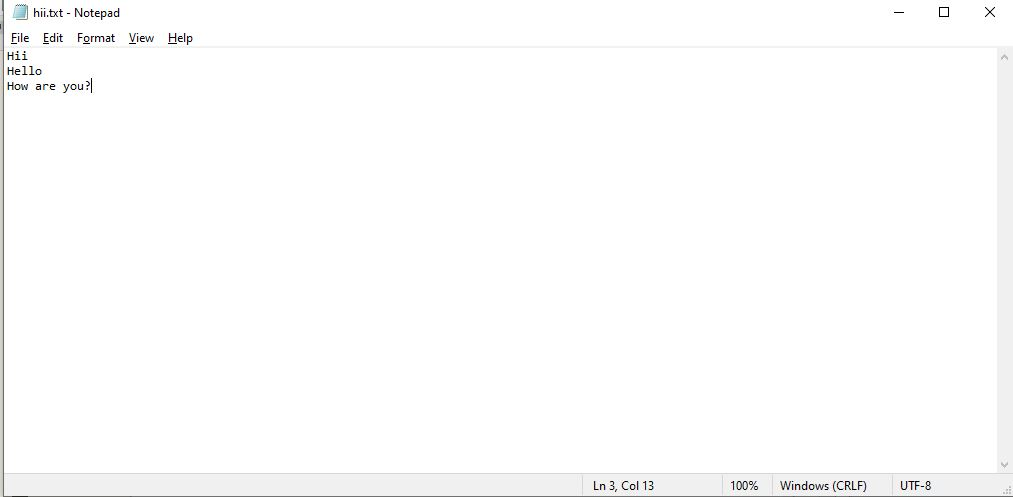 hii.txt - Notepad
File Edit Format View Help
Hii
Hello
How are you?
Ln 3, Col 13 100% Windows (CRLF) UTF-8